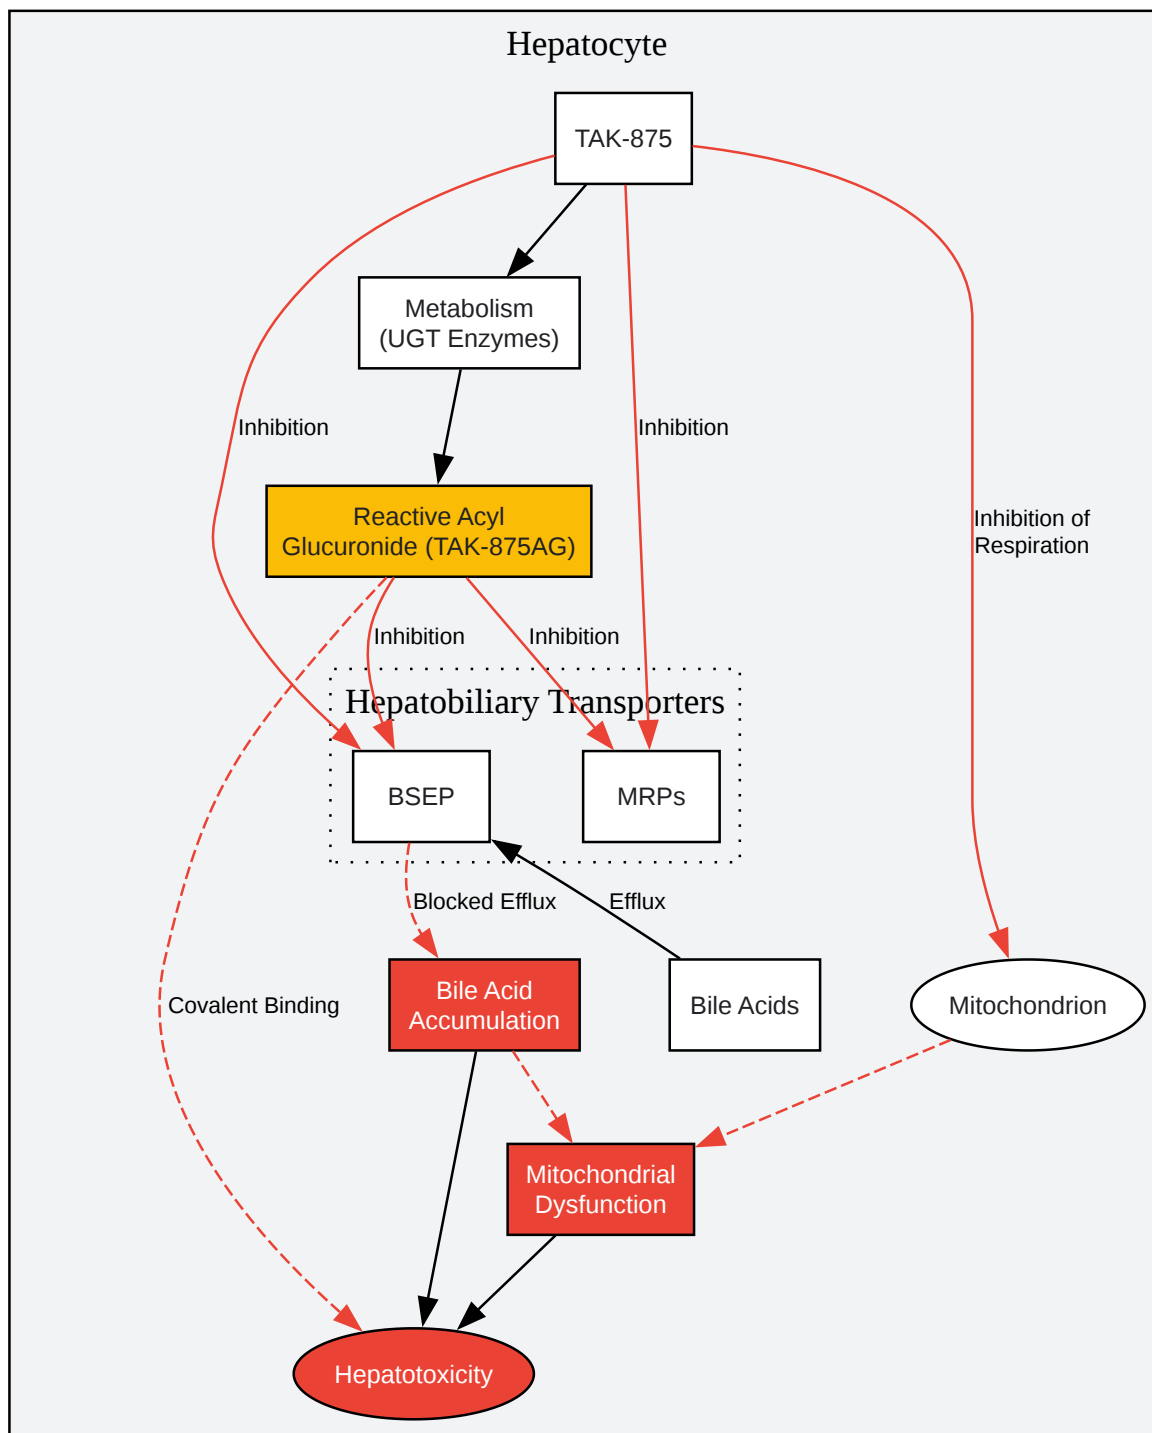 Hepatocyte
TAK-875
Metabolism
(UGT Enzymes)
Inhibition
Inhibition
Reactive Acyl
Glucuronide (TAK-875AG)
Inhibition of
Respiration
Inhibition
Inhibition
Hepatobiliary Transporters
BSEP
MRPs
Blocked Efflux
Efflux
Bile Acid
Accumulation
Bile Acids
Mitochondrion
Covalent Binding
Mitochondrial
Dysfunction
Hepatotoxicity